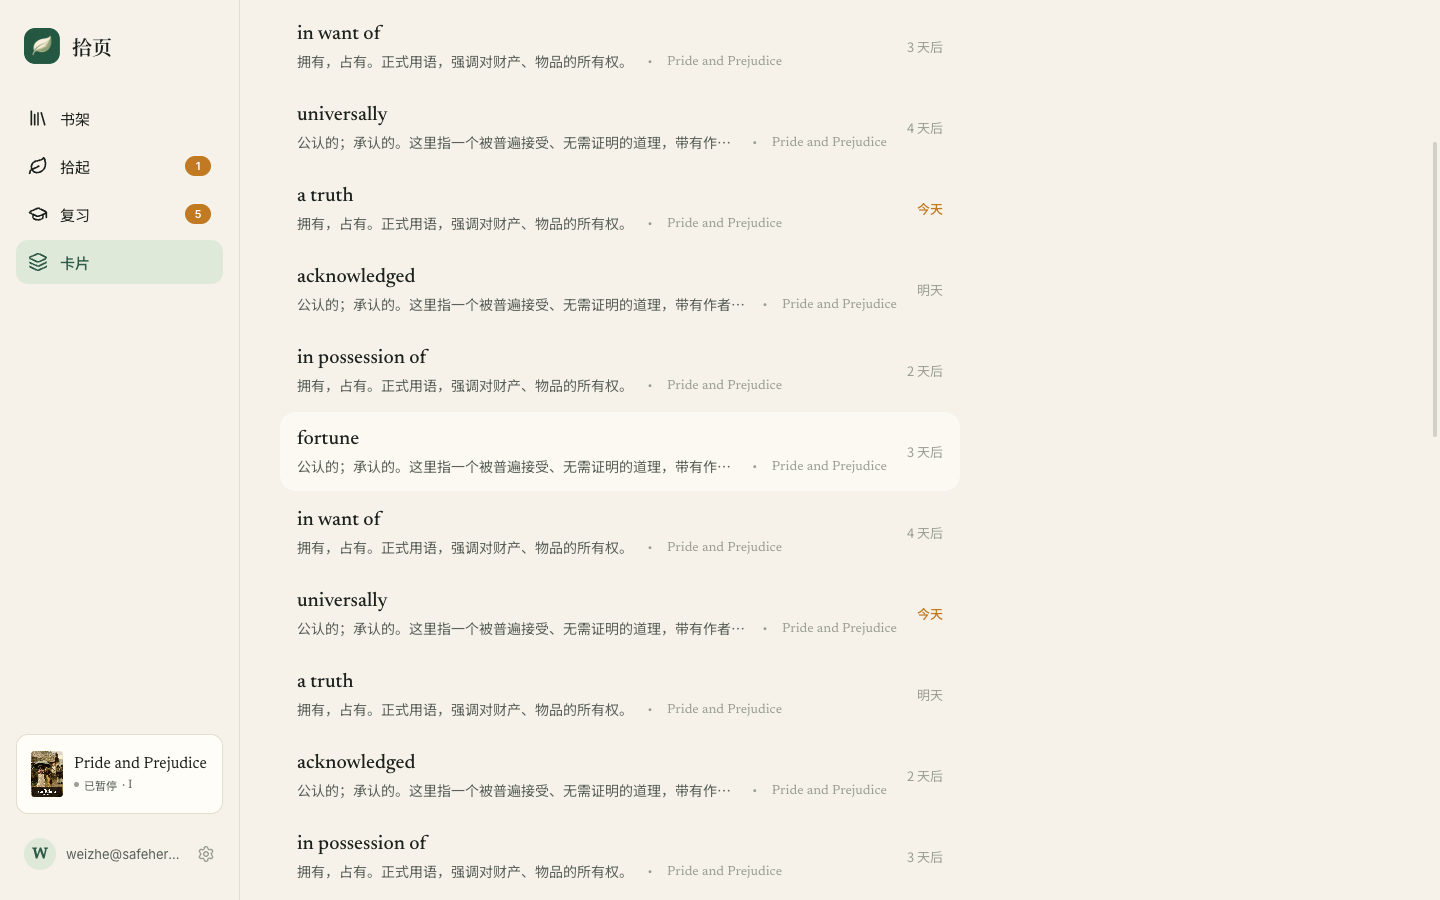 拾页
书架
拾起 1
复习 5
卡片
Pride and Prejudice
已暂停 · I
W weizhe@safeher...
in want of
3 天后
拥有，占有。正式用语，强调对财产、物品的所有权。 • Pride and Prejudice
universally
4 天后
公认的；承认的。这里指一个被普遍接受、无需证明的道理，带有作… • Pride and Prejudice
a truth
今天
拥有，占有。正式用语，强调对财产、物品的所有权。 • Pride and Prejudice
acknowledged
明天
公认的；承认的。这里指一个被普遍接受、无需证明的道理，带有作者… • Pride and Prejudice
in possession of
2 天后
拥有，占有。正式用语，强调对财产、物品的所有权。 • Pride and Prejudice
fortune
3 天后
公认的；承认的。这里指一个被普遍接受、无需证明的道理，带有作… • Pride and Prejudice
in want of
4 天后
拥有，占有。正式用语，强调对财产、物品的所有权。 • Pride and Prejudice
universally
今天
公认的；承认的。这里指一个被普遍接受、无需证明的道理，带有作者… • Pride and Prejudice
a truth
明天
拥有，占有。正式用语，强调对财产、物品的所有权。 • Pride and Prejudice
acknowledged
2 天后
公认的；承认的。这里指一个被普遍接受、无需证明的道理，带有作… • Pride and Prejudice
in possession of
3 天后
拥有，占有。正式用语，强调对财产、物品的所有权。 • Pride and Prejudice